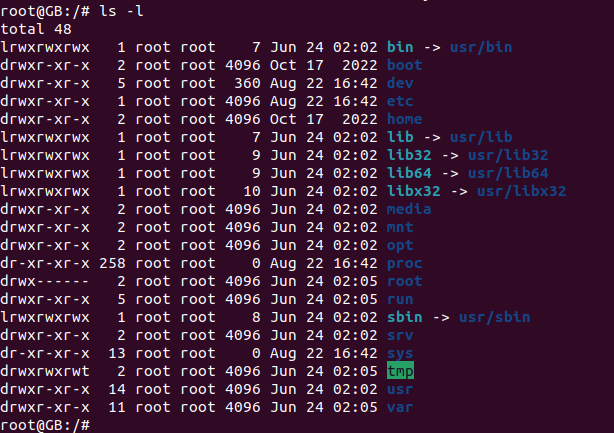 root@GB:/# ls -l
total 48
lrwxrwxrwx   1 root root    7 Jun 24 02:02 bin -> usr/bin
drwxr-xr-x   2 root root 4096 Oct 17  2022 boot
drwxr-xr-x   5 root root  360 Aug 22 16:42 dev
drwxr-xr-x   1 root root 4096 Aug 22 16:42 etc
drwxr-xr-x   2 root root 4096 Oct 17  2022 home
lrwxrwxrwx   1 root root    7 Jun 24 02:02 lib -> usr/lib
lrwxrwxrwx   1 root root    9 Jun 24 02:02 lib32 -> usr/lib32
lrwxrwxrwx   1 root root    9 Jun 24 02:02 lib64 -> usr/lib64
lrwxrwxrwx   1 root root   10 Jun 24 02:02 libx32 -> usr/libx32
drwxr-xr-x   2 root root 4096 Jun 24 02:02 media
drwxr-xr-x   2 root root 4096 Jun 24 02:02 mnt
drwxr-xr-x   2 root root 4096 Jun 24 02:02 opt
dr-xr-xr-x 258 root root    0 Aug 22 16:42 proc
drwx------   2 root root 4096 Jun 24 02:05 root
drwxr-xr-x   5 root root 4096 Jun 24 02:05 run
lrwxrwxrwx   1 root root    8 Jun 24 02:02 sbin -> usr/sbin
drwxr-xr-x   2 root root 4096 Jun 24 02:02 srv
dr-xr-xr-x  13 root root    0 Aug 22 16:42 sys
drwxrwxrwt   2 root root 4096 Jun 24 02:05 tmp
drwxr-xr-x  14 root root 4096 Jun 24 02:02 usr
drwxr-xr-x  11 root root 4096 Jun 24 02:05 var
root@GB:/#